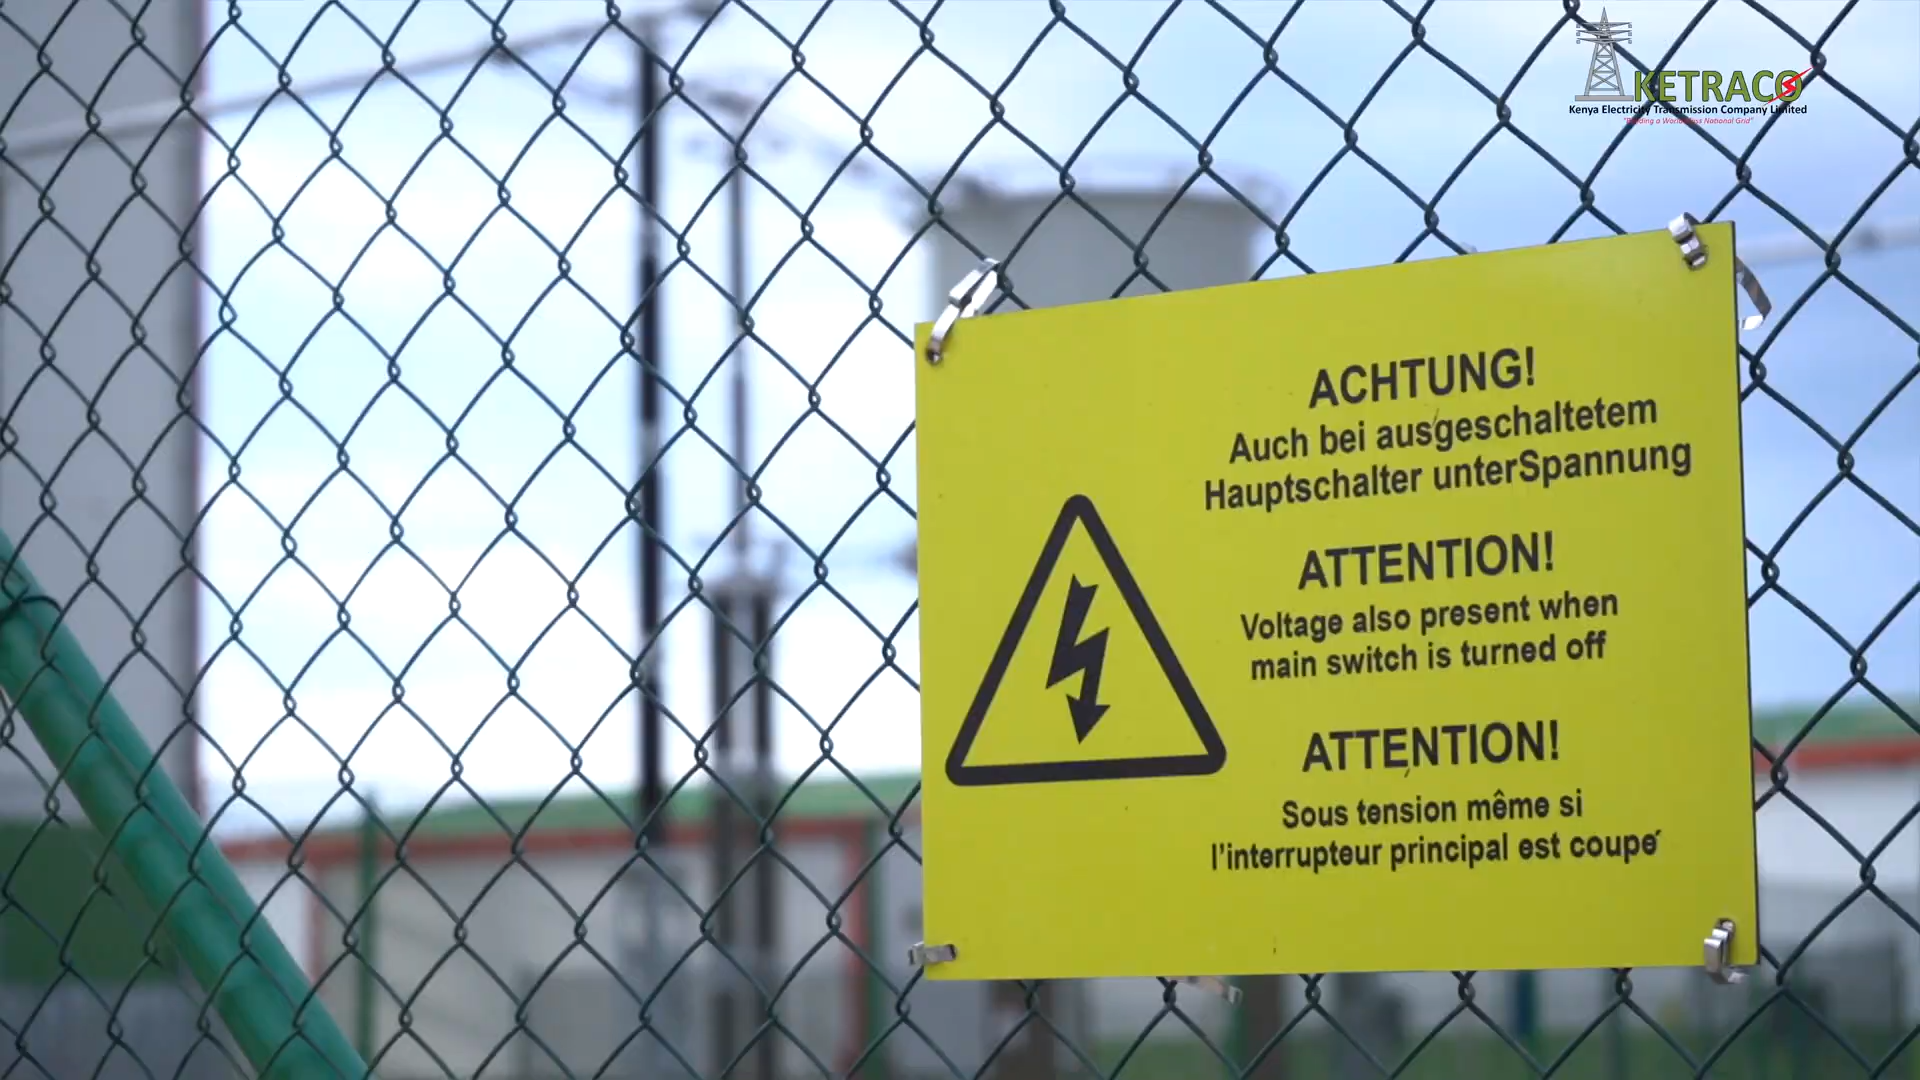 KETRACO
Kenya Electricity Transmission Company Limited
"Building a World Class National Grid"
ACHTUNG!
Auch bei ausgeschaltetem
Hauptschalter unterSpannung
ATTENTION!
Voltage also present when
main switch is turned off
ATTENTION!
Sous tension même si
l'interrupteur principal est coupé